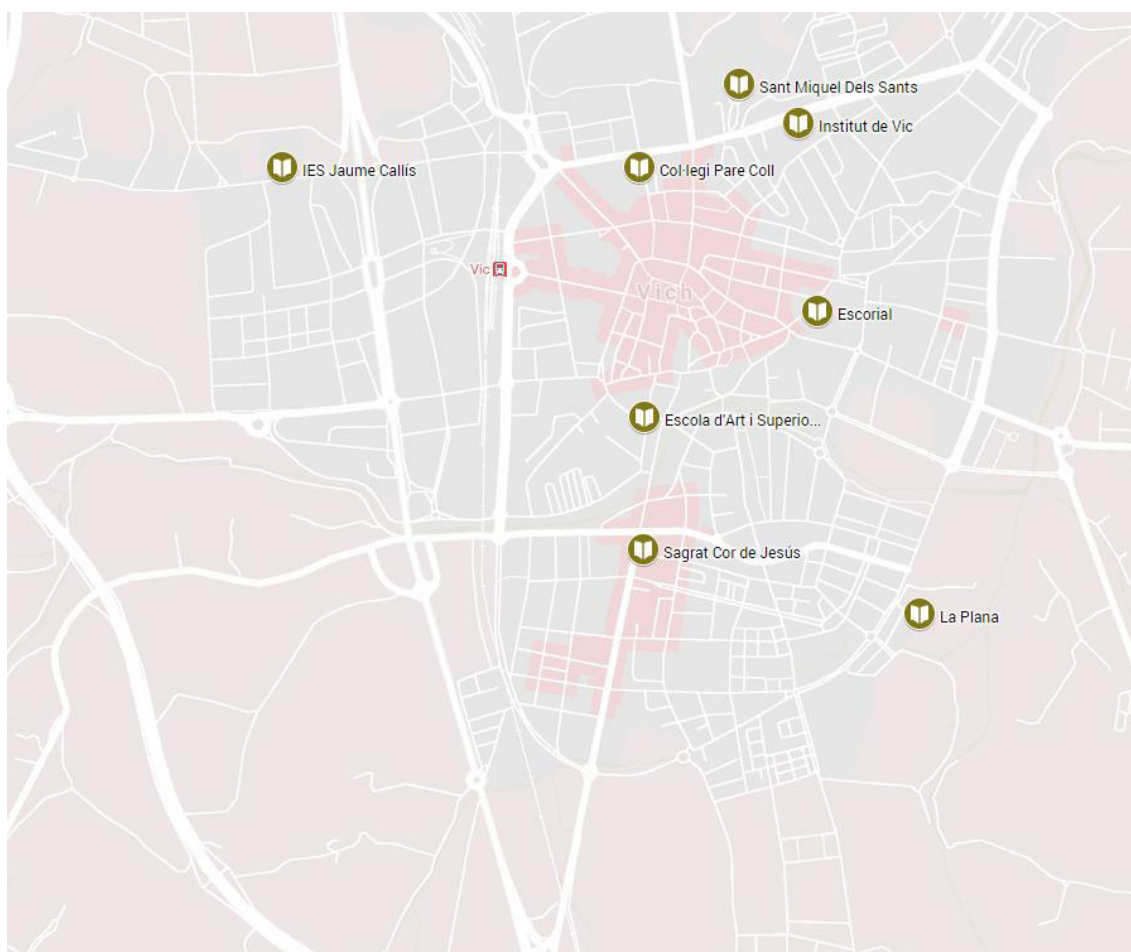 Sant Miquel Dels Sants
Institut de Vic
IES Jaume Callís
Col·legi Pare Coll
Vic
Vich
Escorial
Escola d'Art i Superio...
Sagrat Cor de Jesús
La Plana